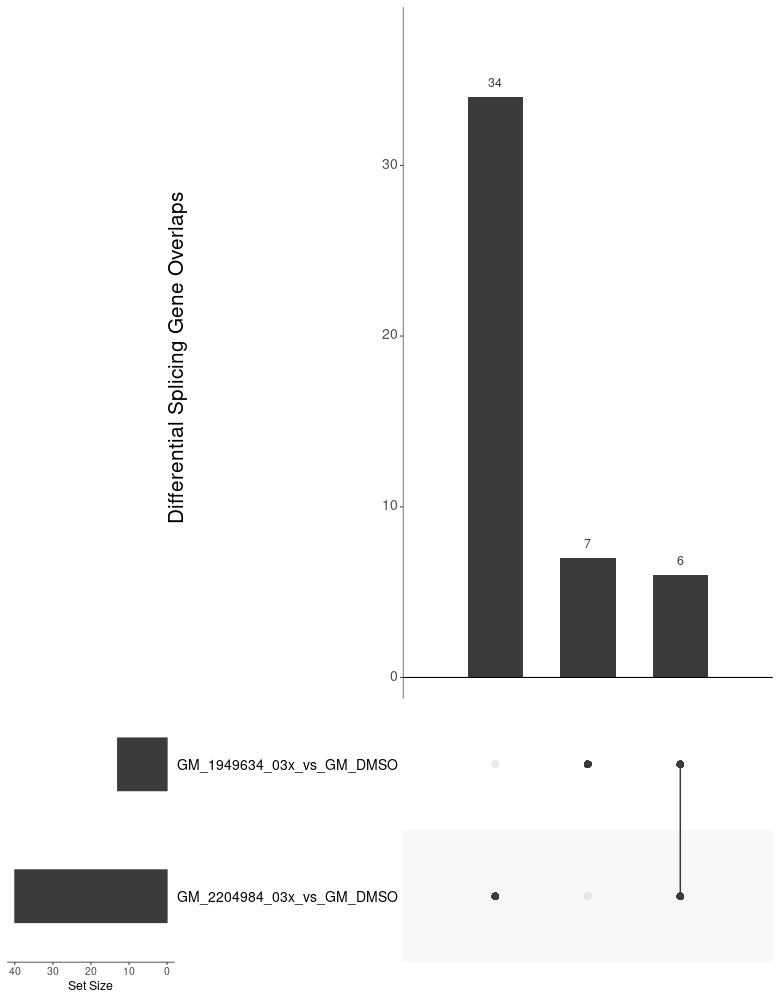 34
30
Differential Splicing Gene Overlaps
20
10
7
6
0
GM_1949634_03x_vs_GM_DMSO
GM_2204984_03x_vs_GM_DMSO
40 30 20 10 0
Set Size